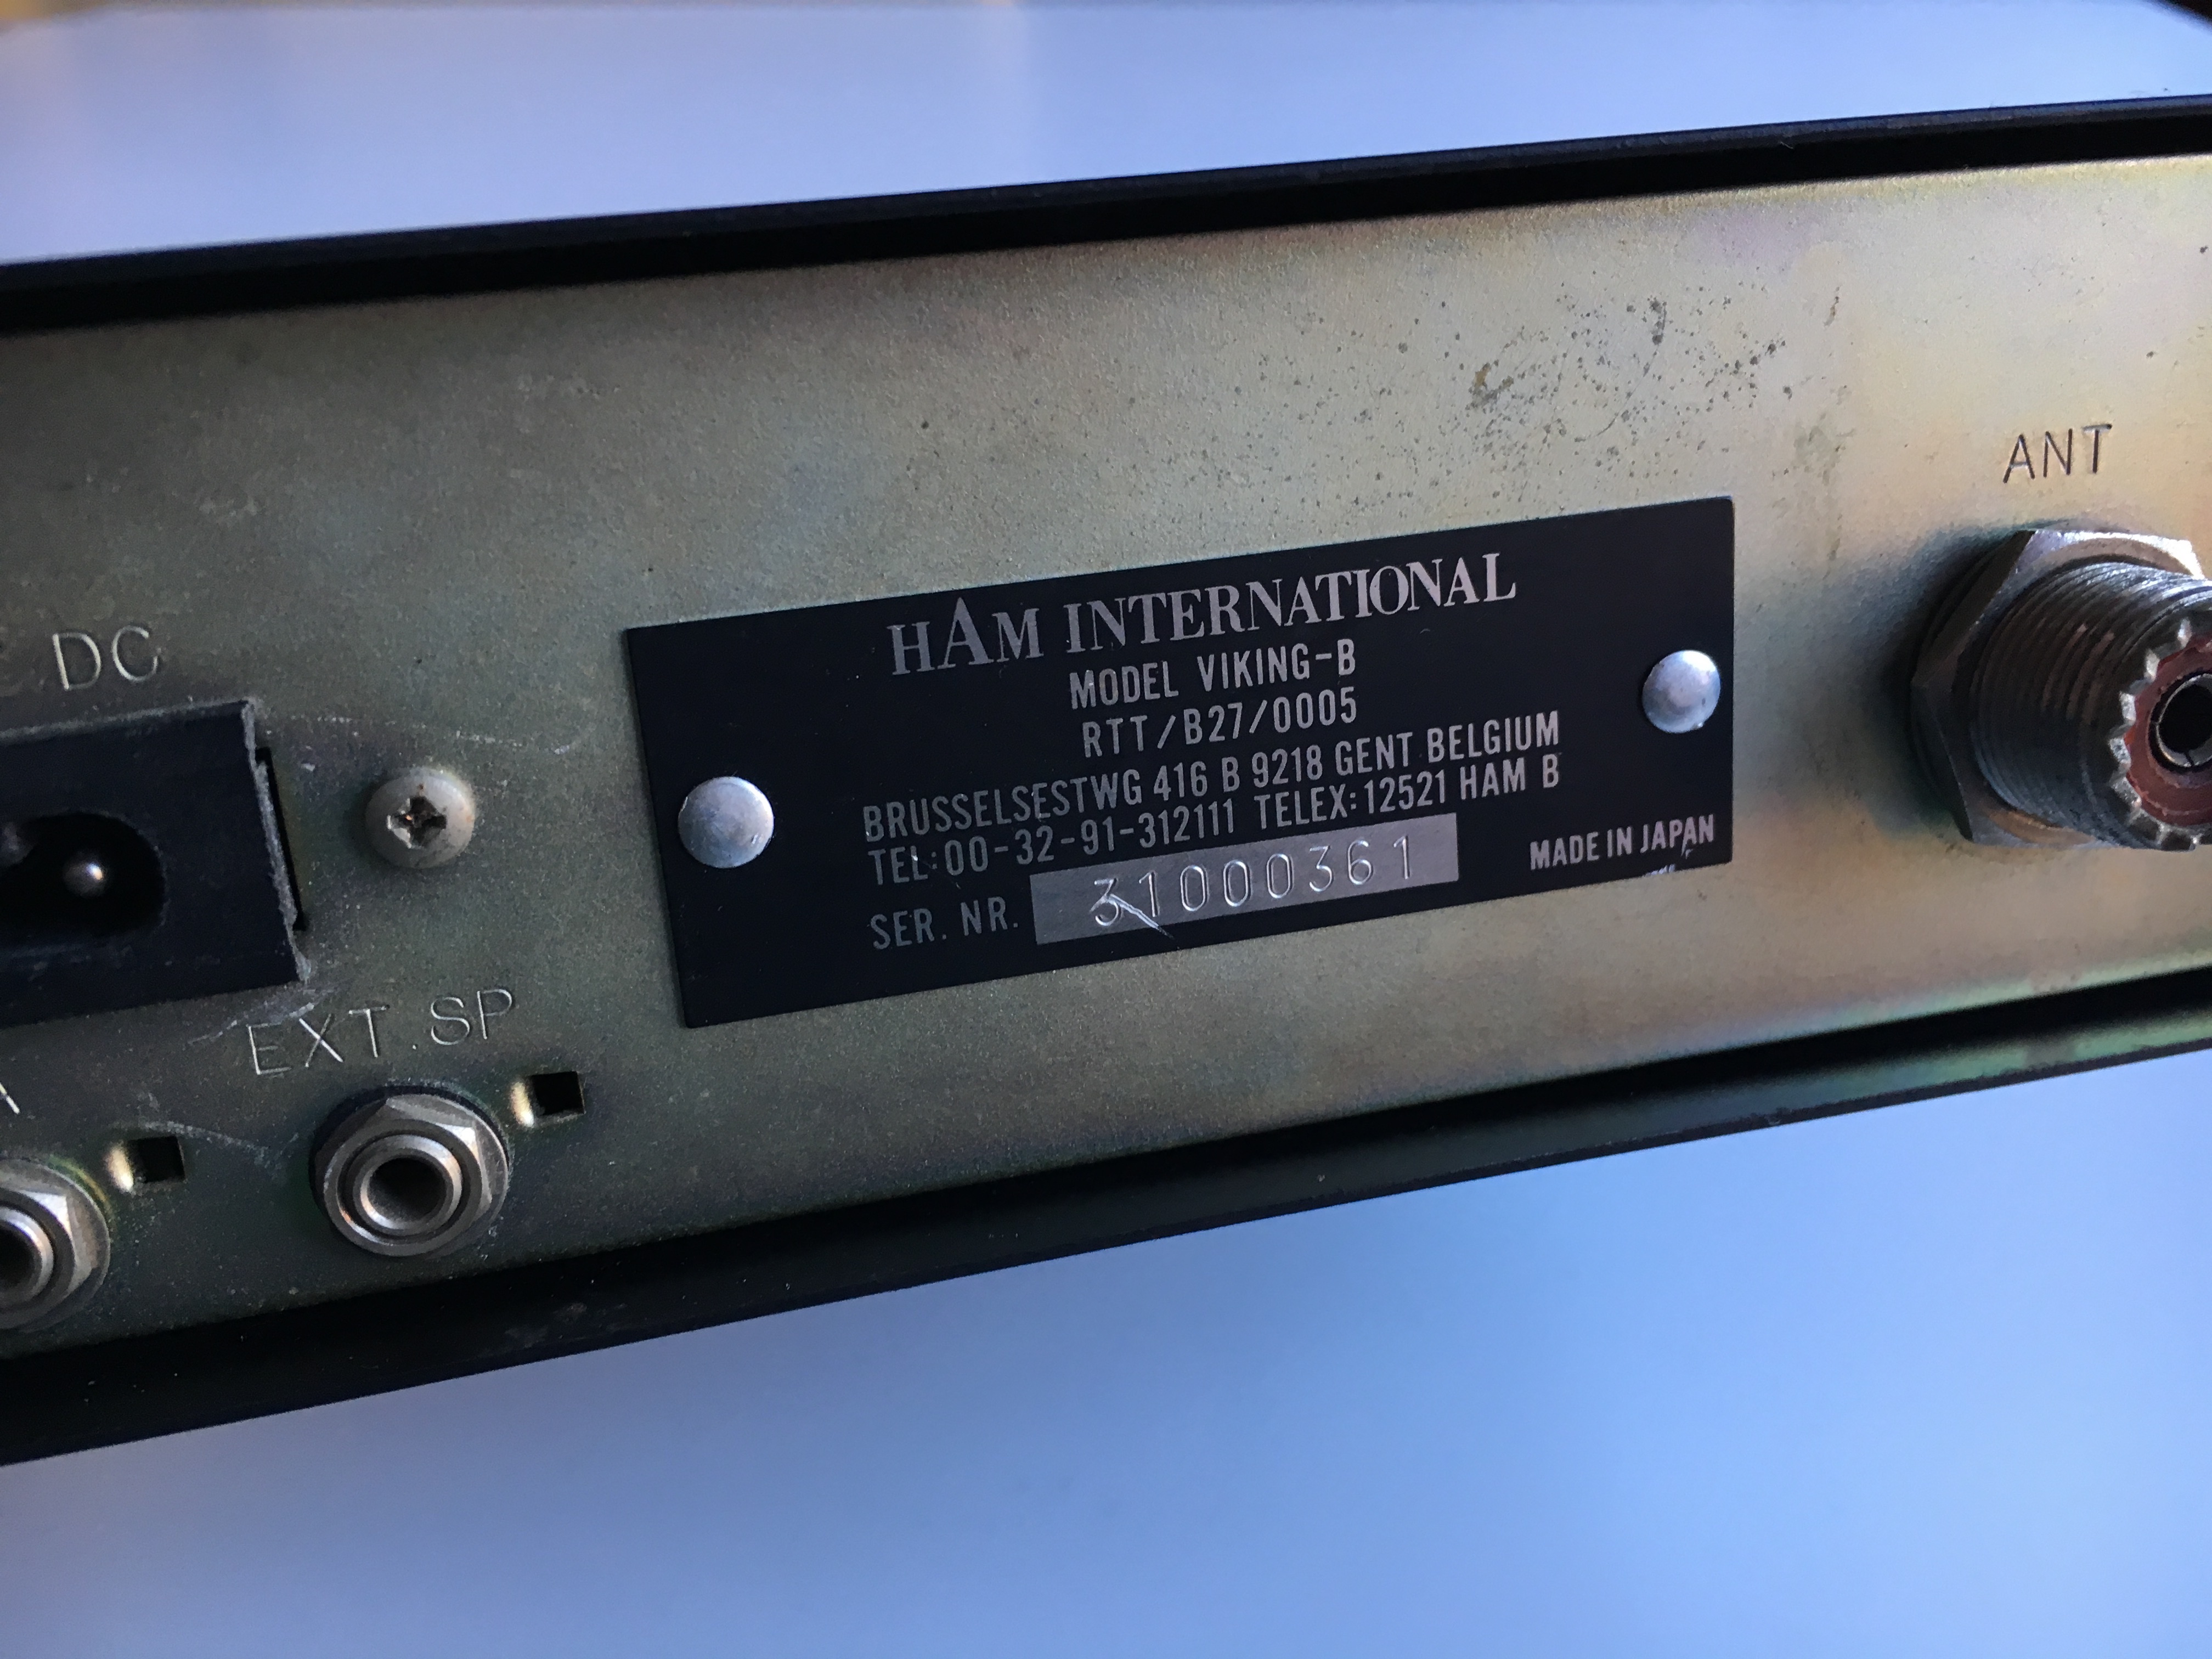 ANT
DC
HAM INTERNATIONAL
MODEL VIKING-B
RTT/B27/0005
BRUSSELSESTWG 416 B 9218 GENT BELGIUM
TEL:00-32-91-312111 TELEX:12521 HAM B
SER. NR. 31000361
MADE IN JAPAN
EXT.SP